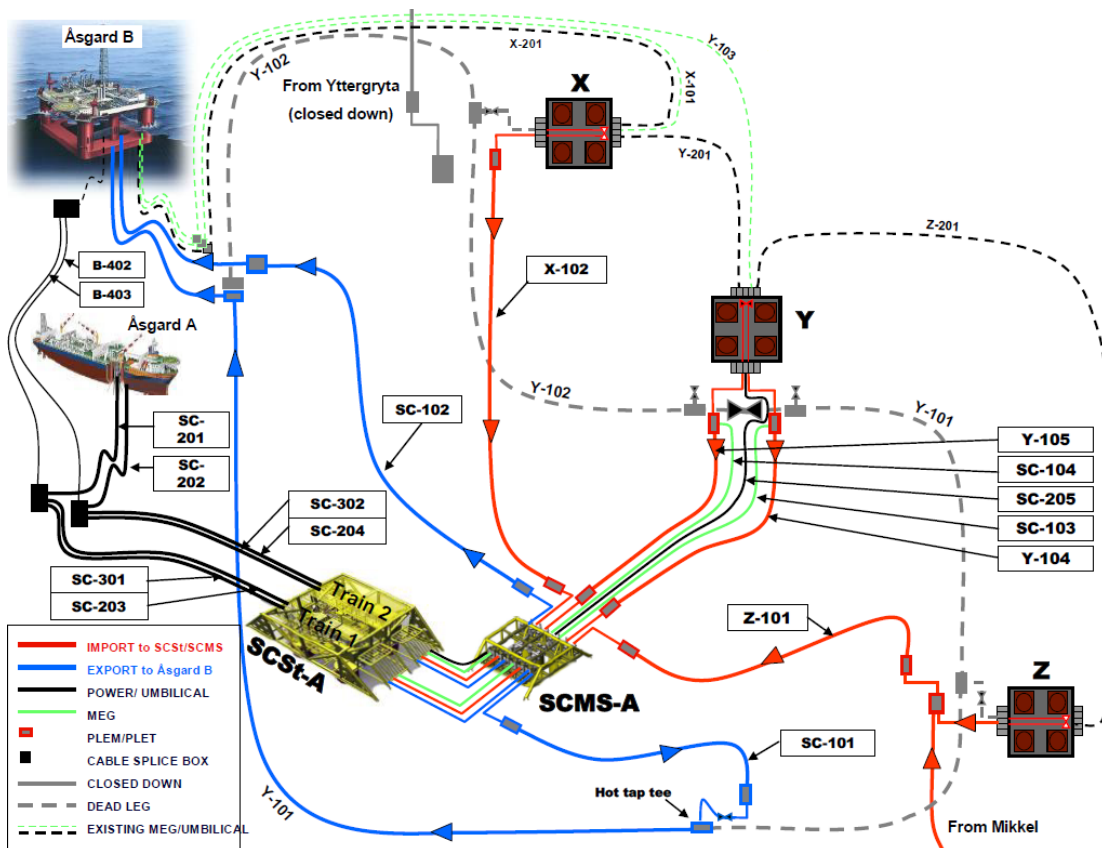 Åsgard B
Y-102
X-201
Y-103
From Yttergryta
(closed down)
X
X-101
Y-201
Z-201
B-402
B-403
X-102
Åsgard A
Y
Y-102
Y-101
SC-
201
SC-
202
SC-102
Y-105
SC-104
SC-205
SC-103
Y-104
SC-302
SC-204
SC-301
SC-203
Train 2
Train 1
SCSt-A
SCMS-A
Z-101
Z
SC-101
Hot tap tee
Y-101
From Mikkel
IMPORT to SCSt/SCMS
EXPORT to Åsgard B
POWER/ UMBILICAL
MEG
PLEM/PLET
CABLE SPLICE BOX
CLOSED DOWN
DEAD LEG
EXISTING MEG/UMBILICAL